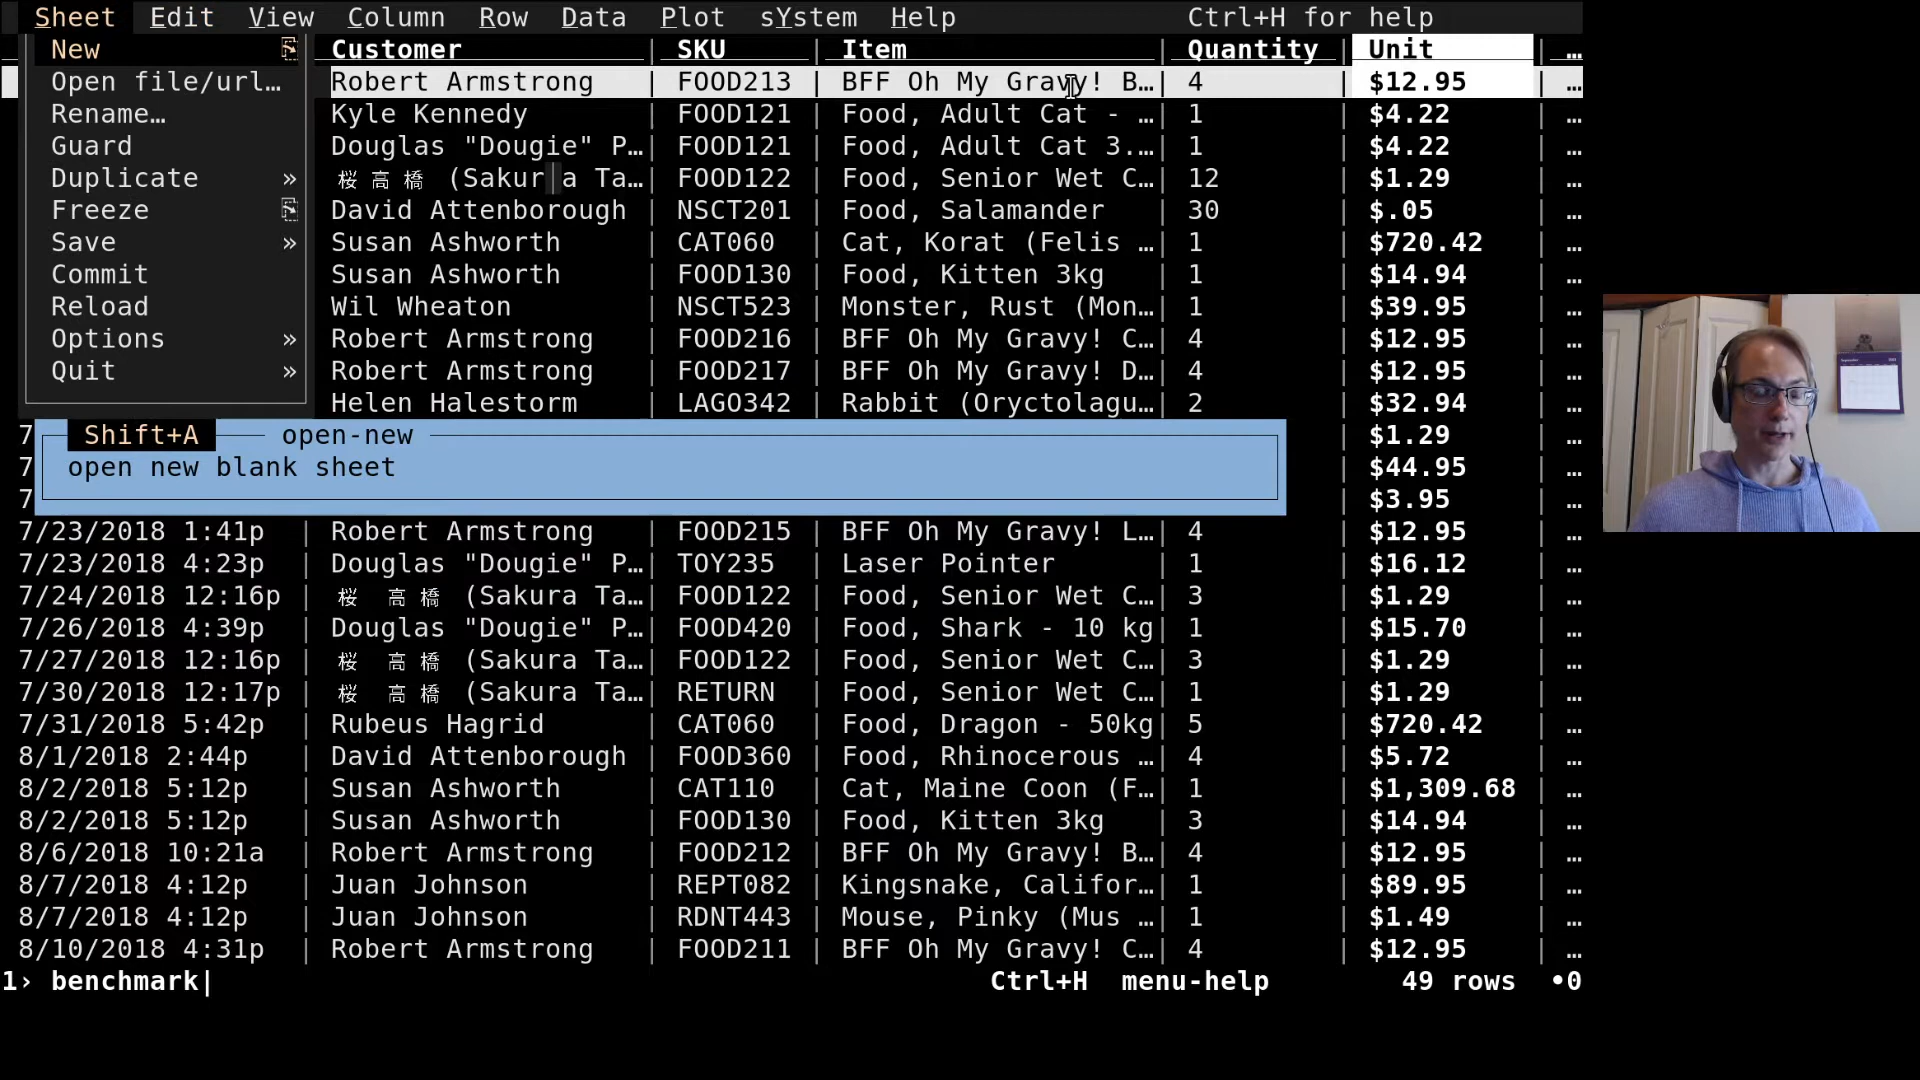 Sheet Edit View Column Row Data Plot sYstem Help Ctrl+H for help
New ⎘ Customer | SKU | Item | Quantity | Unit | …
Open file/url… Robert Armstrong | FOOD213 | BFF Oh My Gravy! B…| 4 | $12.95 | …
Rename… Kyle Kennedy | FOOD121 | Food, Adult Cat - …| 1 | $4.22 | …
Guard Douglas "Dougie" P…| FOOD121 | Food, Adult Cat 3.…| 1 | $4.22 | …
Duplicate » 桜 高 橋 (Sakura Ta…| FOOD122 | Food, Senior Wet C…| 12 | $1.29 | …
Freeze ⎘ David Attenborough | NSCT201 | Food, Salamander | 30 | $.05 | …
Save » Susan Ashworth | CAT060 | Cat, Korat (Felis …| 1 | $720.42 | …
Commit Susan Ashworth | FOOD130 | Food, Kitten 3kg | 1 | $14.94 | …
Reload Wil Wheaton | NSCT523 | Monster, Rust (Mon…| 1 | $39.95 | …
Options » Robert Armstrong | FOOD216 | BFF Oh My Gravy! C…| 4 | $12.95 | …
Quit » Robert Armstrong | FOOD217 | BFF Oh My Gravy! D…| 4 | $12.95 | …
Helen Halestorm | LAGO342 | Rabbit (Oryctolagu…| 2 | $32.94 | …
7 Shift+A open-new | $1.29 | …
7 open new blank sheet | $44.95 | …
7 | $3.95 | …
7/23/2018 1:41p | Robert Armstrong | FOOD215 | BFF Oh My Gravy! L…| 4 | $12.95 | …
7/23/2018 4:23p | Douglas "Dougie" P…| TOY235 | Laser Pointer | 1 | $16.12 | …
7/24/2018 12:16p | 桜 高 橋 (Sakura Ta…| FOOD122 | Food, Senior Wet C…| 3 | $1.29 | …
7/26/2018 4:39p | Douglas "Dougie" P…| FOOD420 | Food, Shark - 10 kg| 1 | $15.70 | …
7/27/2018 12:16p | 桜 高 橋 (Sakura Ta…| FOOD122 | Food, Senior Wet C…| 3 | $1.29 | …
7/30/2018 12:17p | 桜 高 橋 (Sakura Ta…| RETURN | Food, Senior Wet C…| 1 | $1.29 | …
7/31/2018 5:42p | Rubeus Hagrid | CAT060 | Food, Dragon - 50kg| 5 | $720.42 | …
8/1/2018 2:44p | David Attenborough | FOOD360 | Food, Rhinocerous …| 4 | $5.72 | …
8/2/2018 5:12p | Susan Ashworth | CAT110 | Cat, Maine Coon (F…| 1 | $1,309.68 | …
8/2/2018 5:12p | Susan Ashworth | FOOD130 | Food, Kitten 3kg | 3 | $14.94 | …
8/6/2018 10:21a | Robert Armstrong | FOOD212 | BFF Oh My Gravy! B…| 4 | $12.95 | …
8/7/2018 4:12p | Juan Johnson | REPT082 | Kingsnake, Califor…| 1 | $89.95 | …
8/7/2018 4:12p | Juan Johnson | RDNT443 | Mouse, Pinky (Mus …| 1 | $1.49 | …
8/10/2018 4:31p | Robert Armstrong | FOOD211 | BFF Oh My Gravy! C…| 4 | $12.95 | …
1› benchmark| Ctrl+H menu-help 49 rows •0